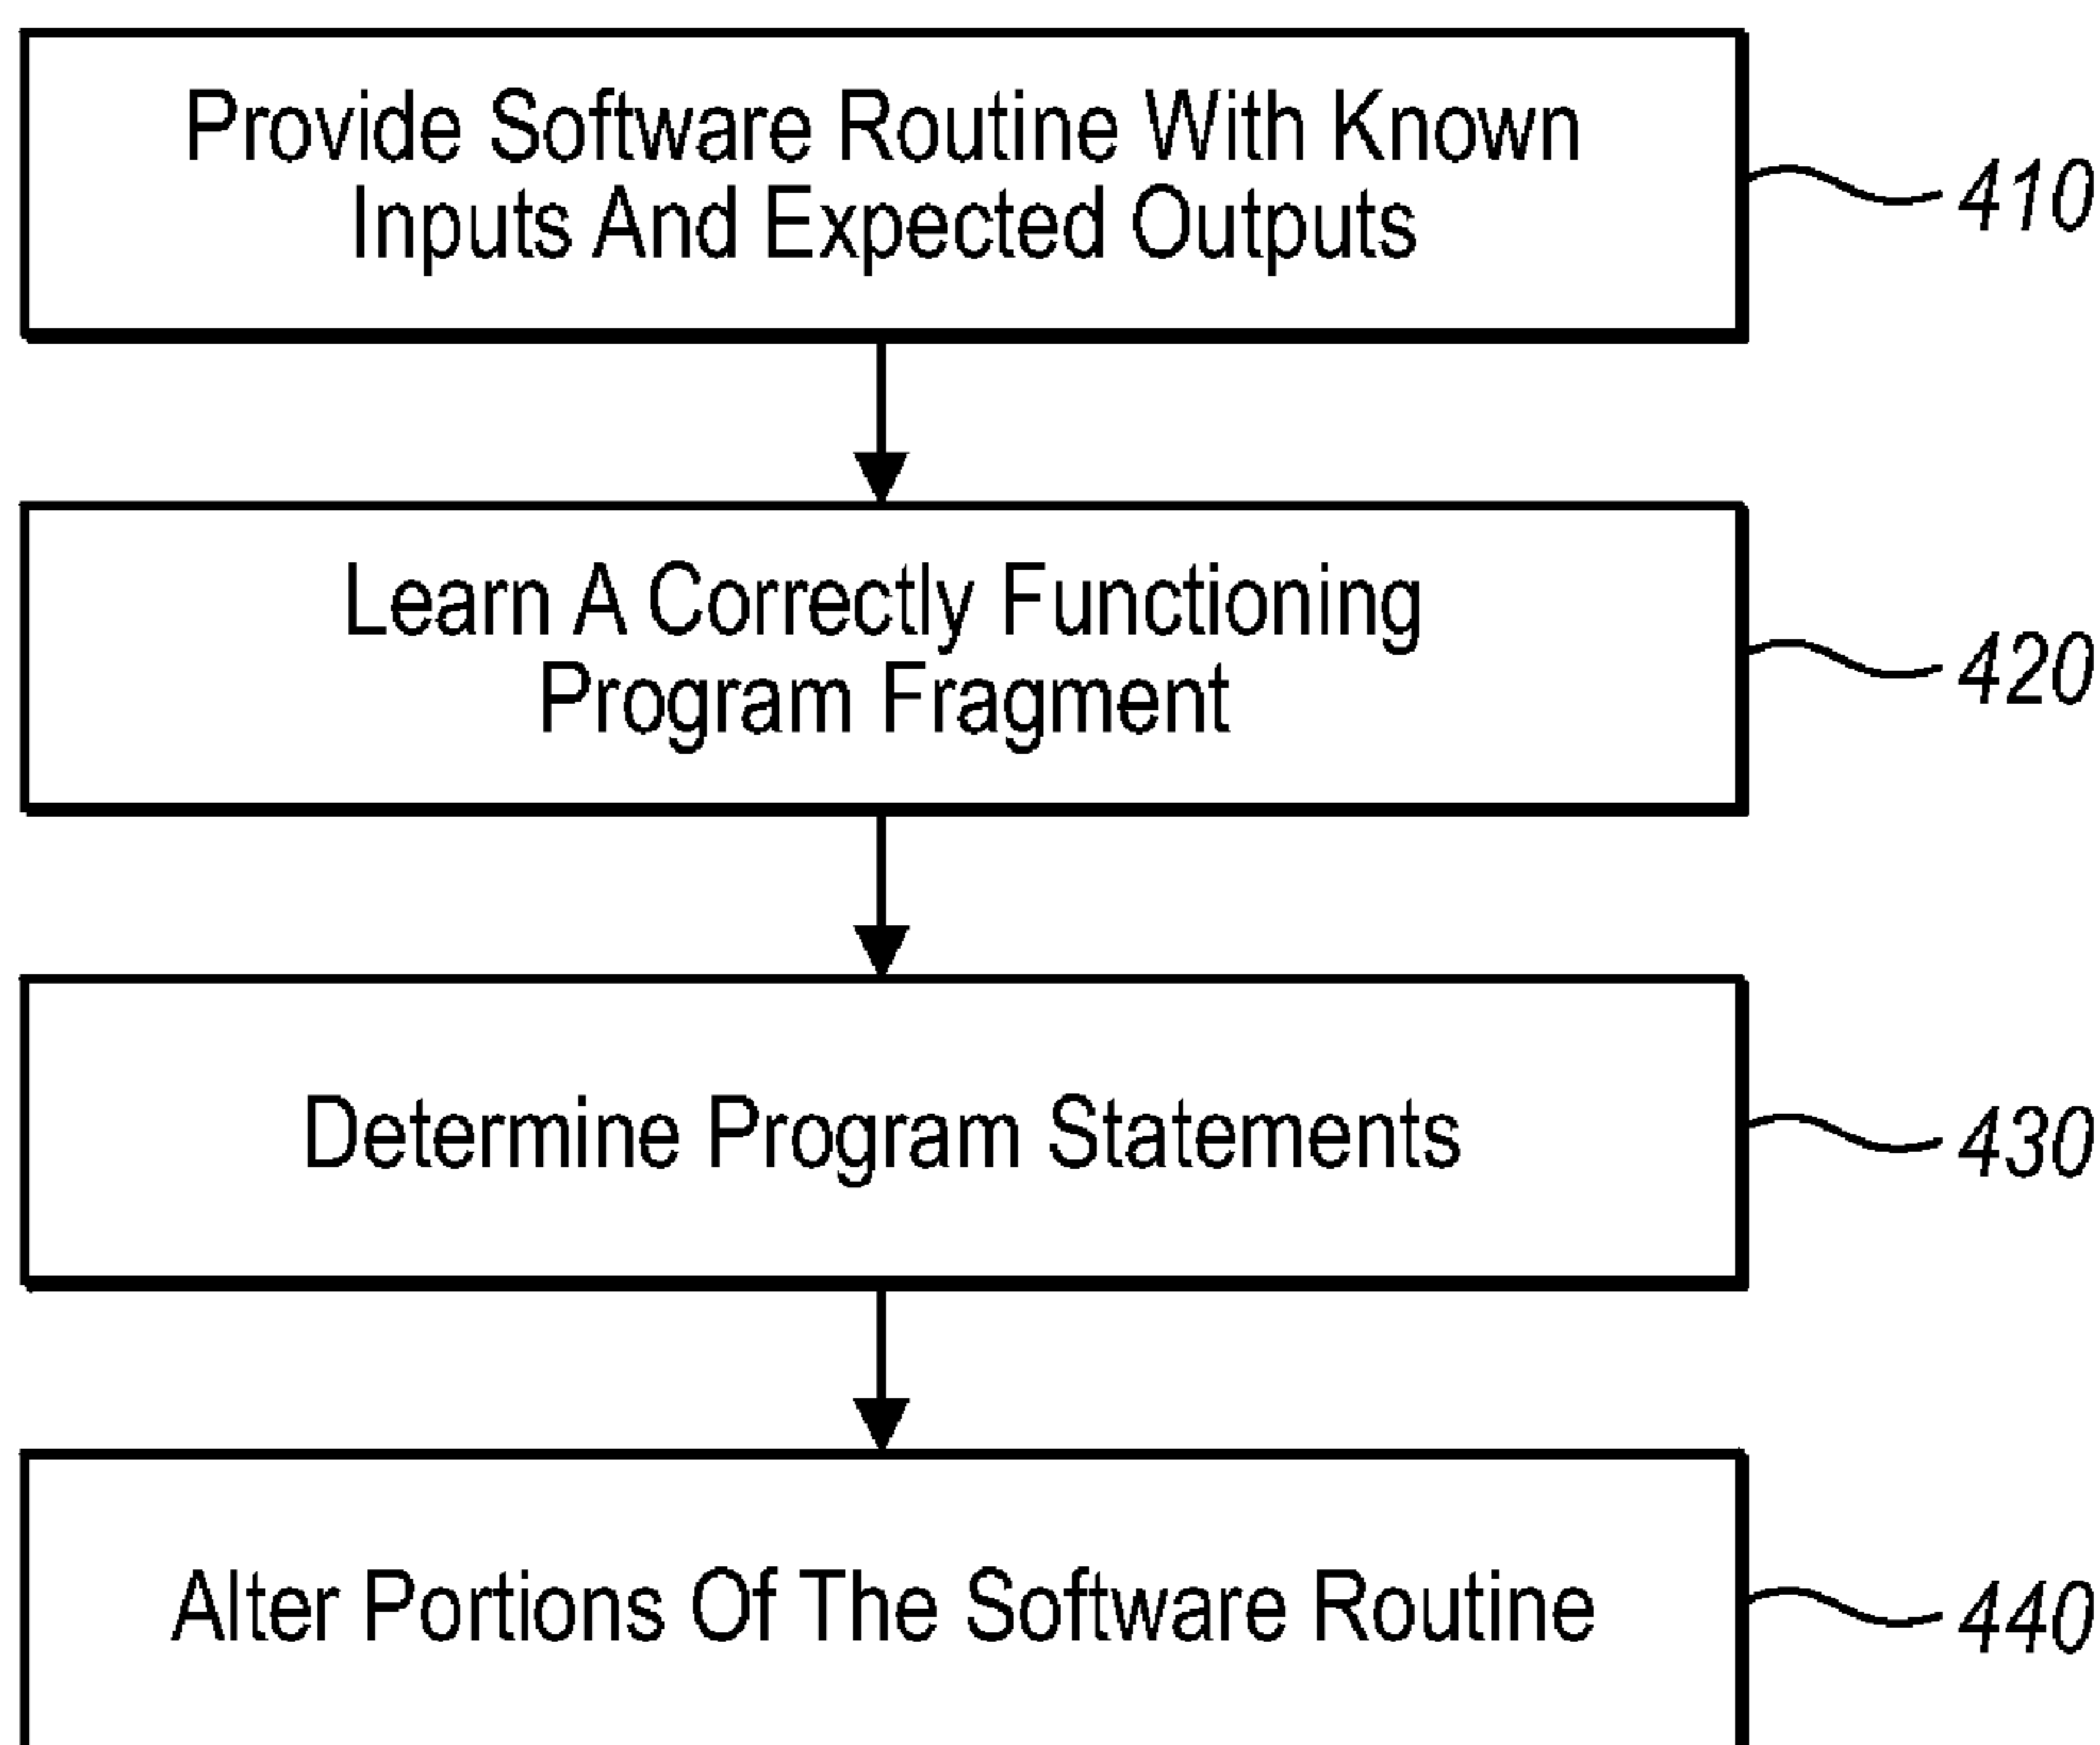 Provide Software Routine With Known
Inputs And Expected Outputs
410
Learn A Correctly Functioning
Program Fragment
420
Determine Program Statements
430
Alter Portions Of The Software Routine
440